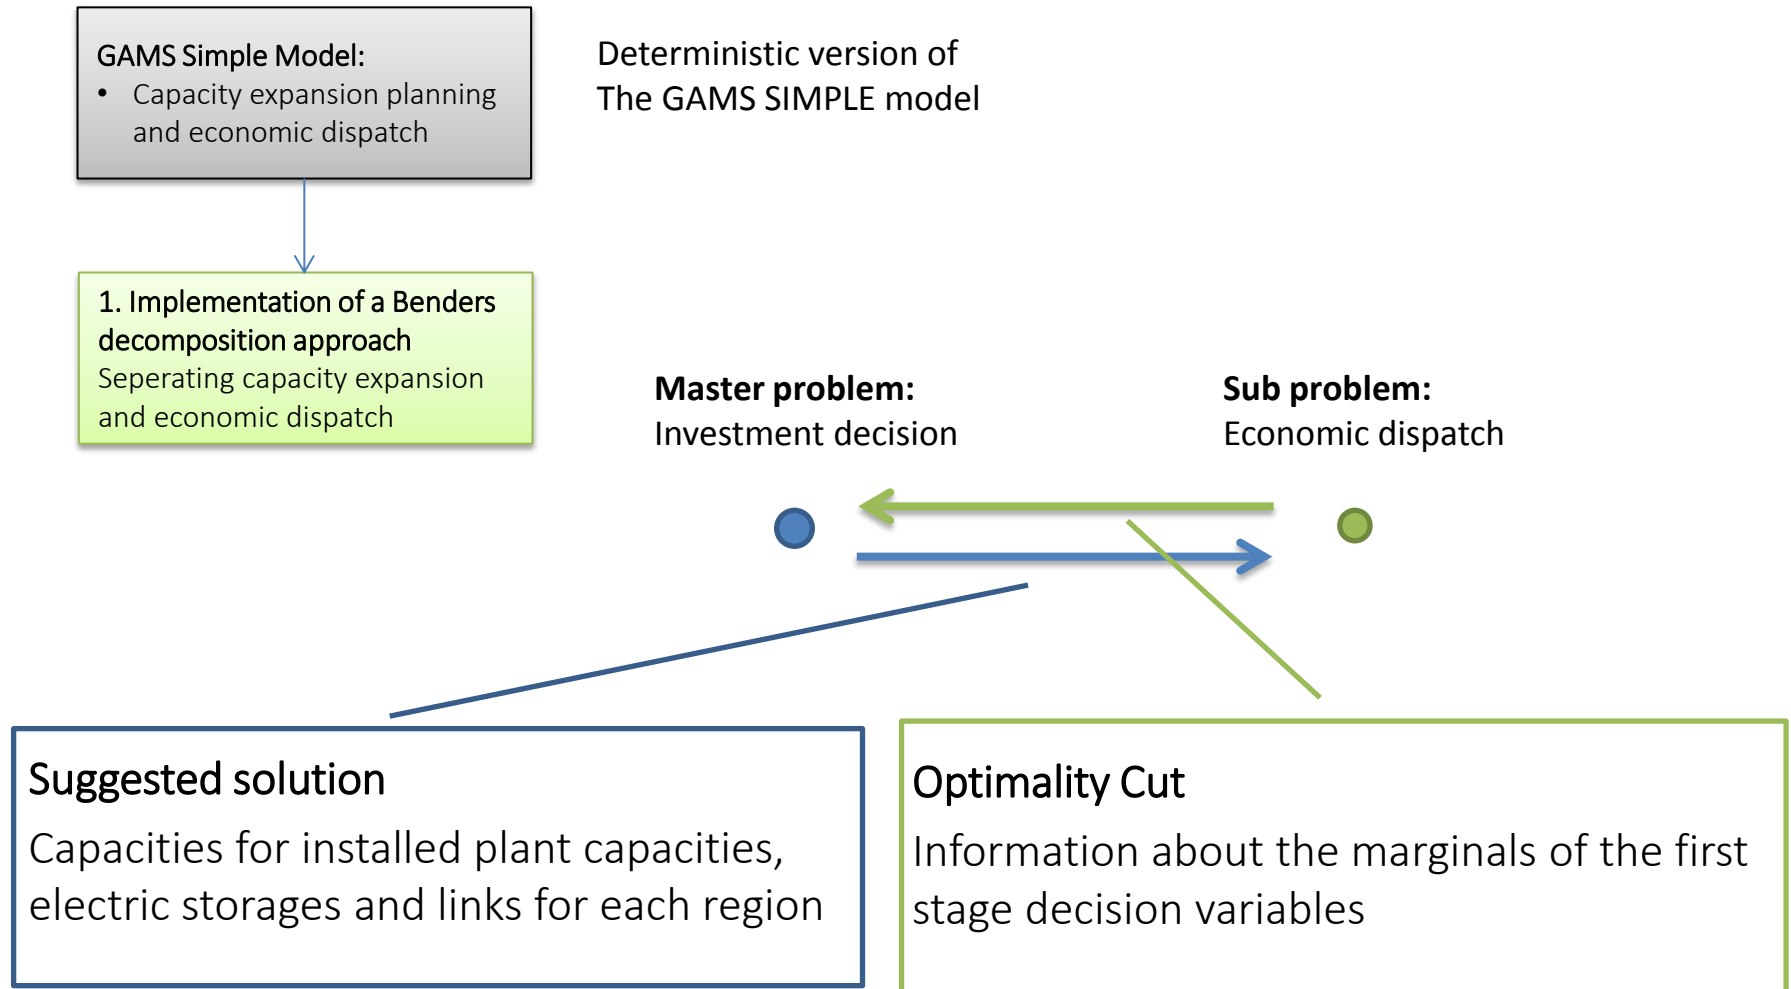 GAMS Simple Model:
• Capacity expansion planning
and economic dispatch
Deterministic version of
The GAMS SIMPLE model
1. Implementation of a Benders
decomposition approach
Seperating capacity expansion
and economic dispatch
Master problem:
Investment decision
Sub problem:
Economic dispatch
Suggested solution
Capacities for installed plant capacities,
electric storages and links for each region
Optimality Cut
Information about the marginals of the first
stage decision variables